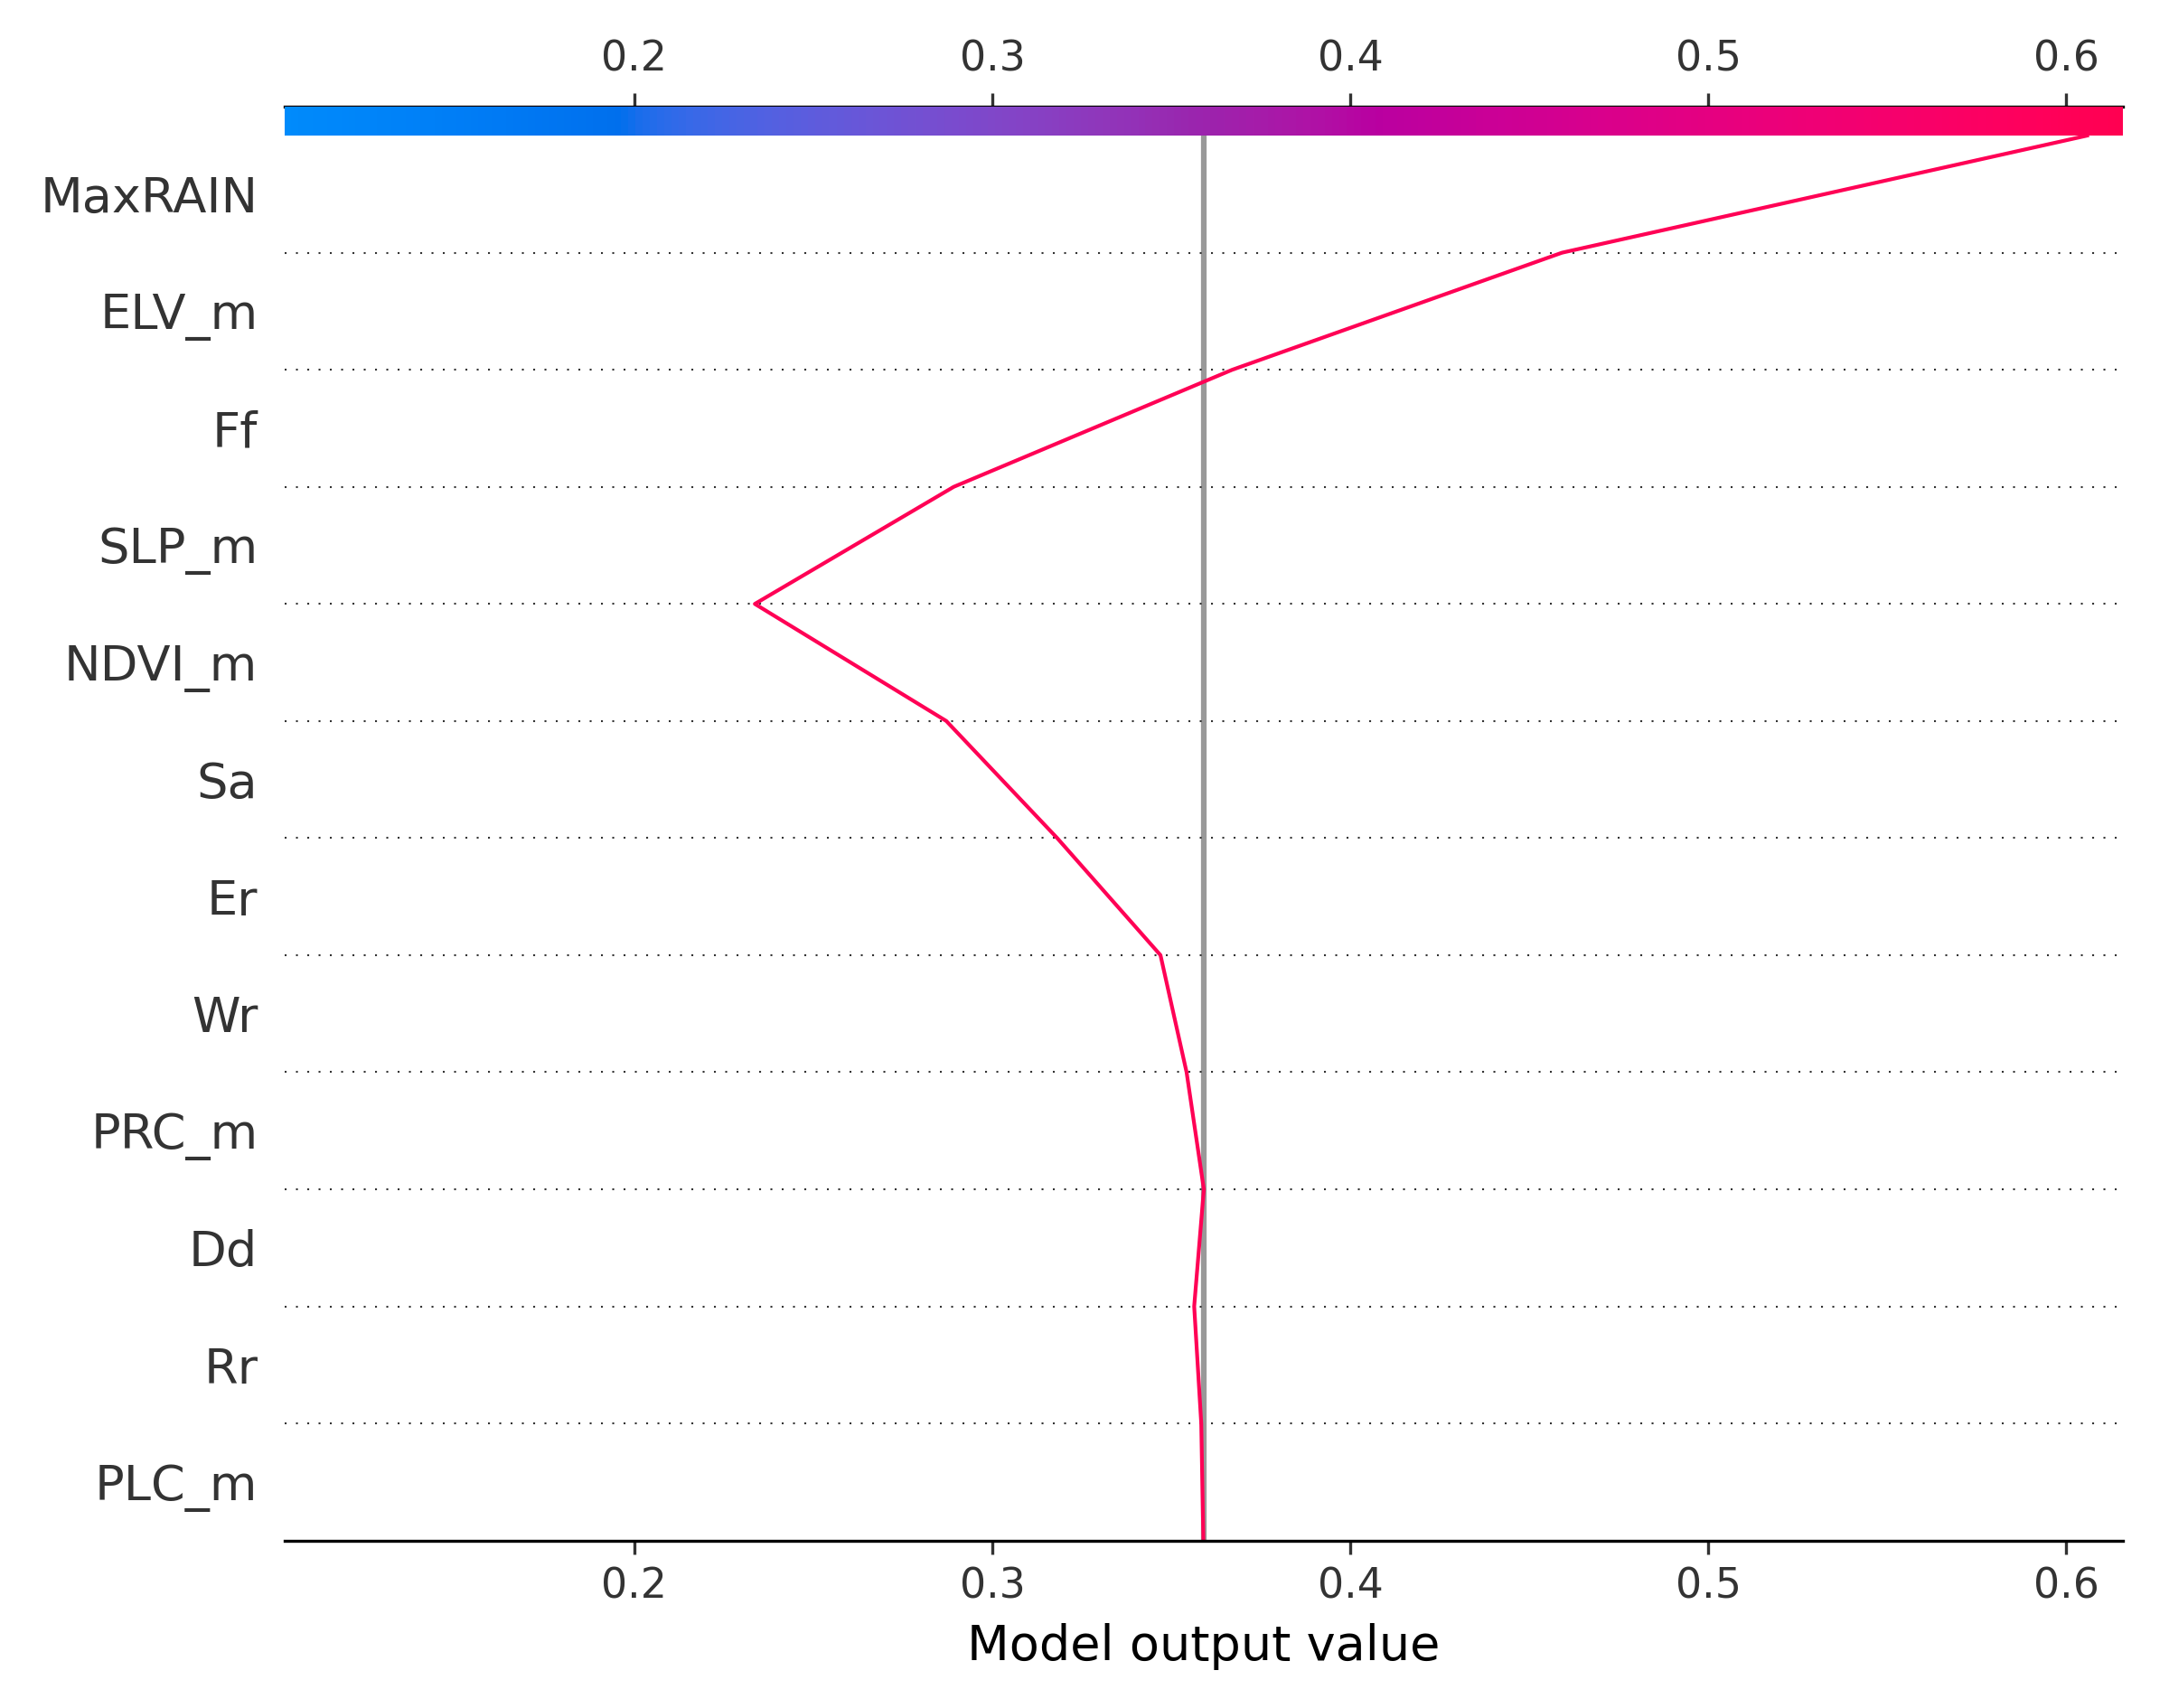 0.2 0.3 0.4 0.5 0.6
MaxRAIN
ELV_m
Ff
SLP_m
NDVI_m
Sa
Er
Wr
PRC_m
Dd
Rr
PLC_m
0.2 0.3 0.4 0.5 0.6
Model output value